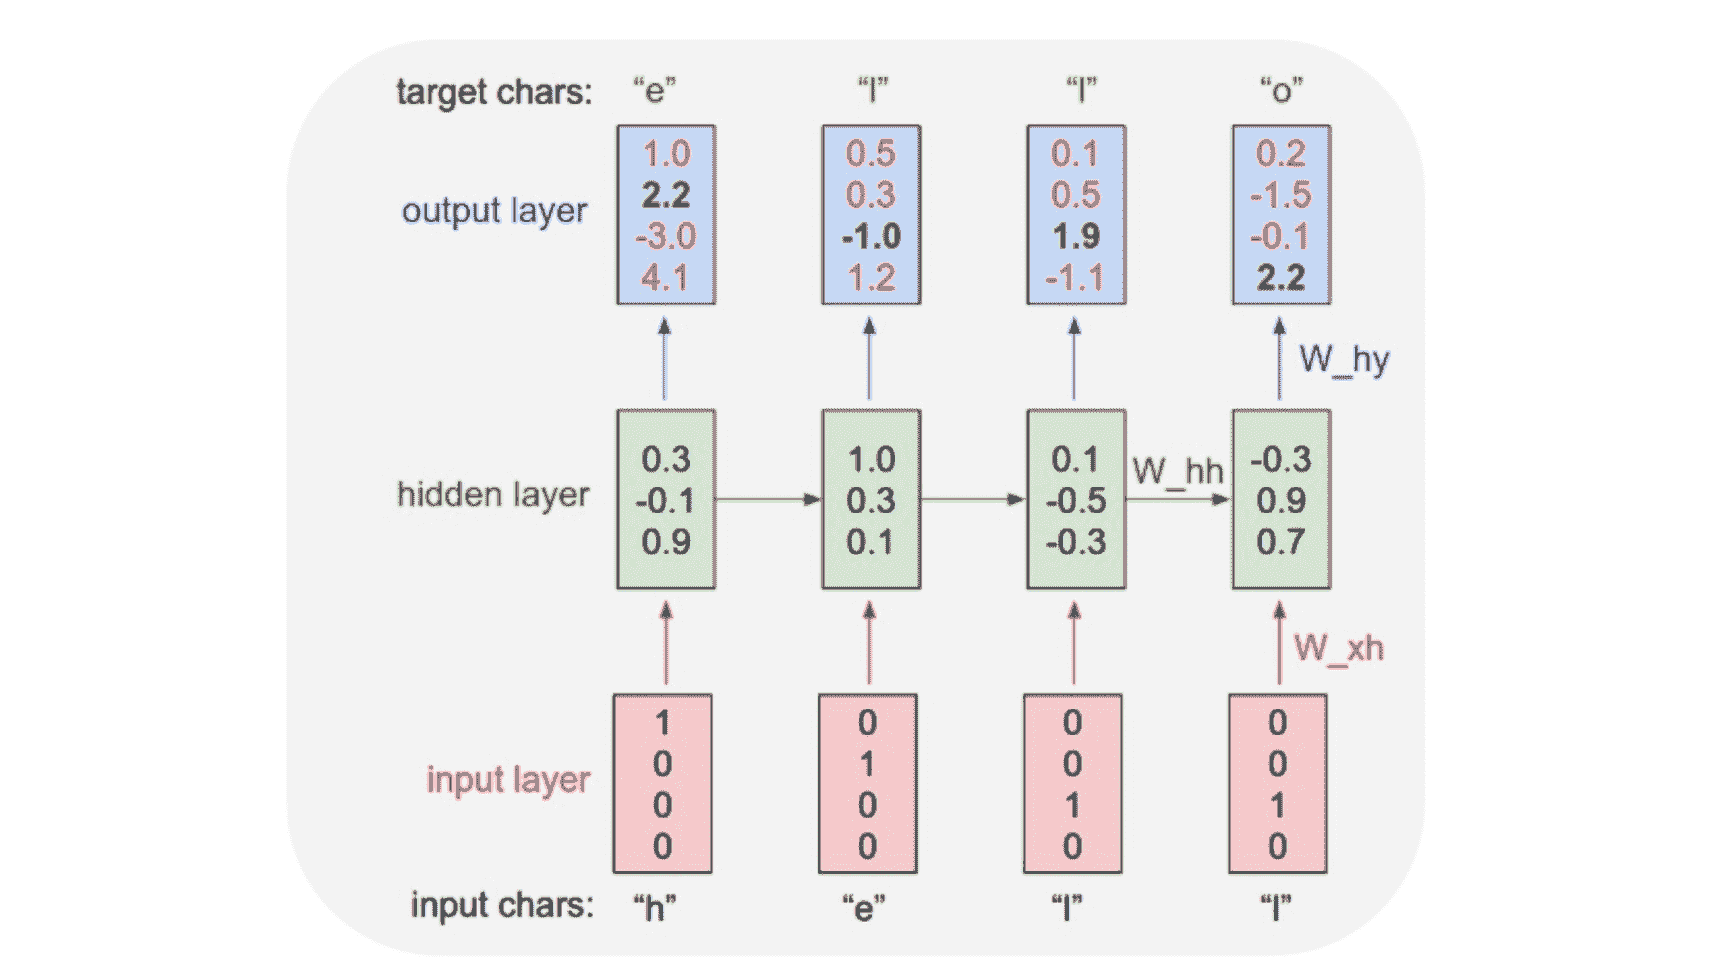 target chars: “e” “l” “l” “o”
1.0 0.5 0.1 0.2
2.2 0.3 0.5 -1.5
output layer
-3.0 -1.0 1.9 -0.1
4.1 1.2 -1.1 2.2
W_hy
0.3 1.0 0.1 W_hh -0.3
hidden layer -0.1 0.3 -0.5 0.9
0.9 0.1 -0.3 0.7
W_xh
1 0 0 0
0 1 0 0
input layer
0 0 1 1
0 0 0 0
input chars: “h” “e” “l” “l”